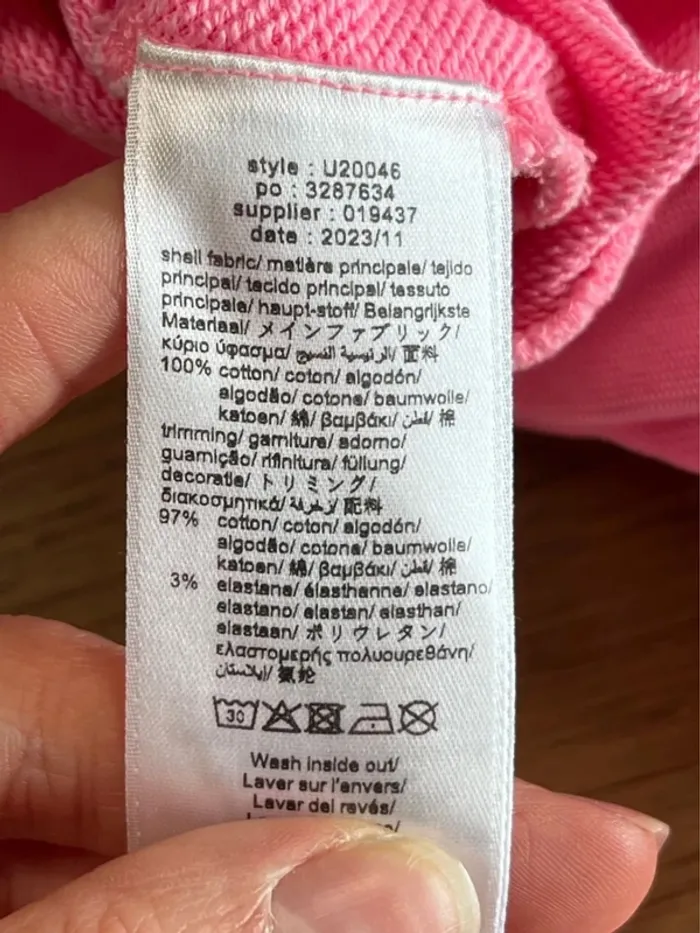 style : U20046
po : 3287634
supplier : 019437
date : 2023/11
shell fabric/ matière principale/ tejido
principal/ tecido principal/ tessuto
principale/ haupt-stoff/ Belangrijkste
Materiaal/ メインファブリック/
κύριο ύφασμα/ الرئيسية النسيج/ 面料
100% cotton/ coton/ algodón/
algodão/ cotone/ baumwolle/
katoen/ 綿/ βαμβάκι/ قطن/ 棉
trimming/ garniture/ adorno/
guarnição/ rifinitura/ füllung/
decoratie/ トリミング/
διακοσμητικά/ زخرفة/ 配料
97% cotton/ coton/ algodón/
algodão/ cotone/ baumwolle/
katoen/ 綿/ βαμβάκι/ قطن/ 棉
3% elastane/ élasthanne/ elastano/
elastano/ elastan/ elasthan/
elastaan/ ポリウレタン/
ελαστομερής πολυουρεθάνη/
إيلاستان/ 氨纶
30
Wash inside out/
Laver sur l'envers/
Lavar del revés/